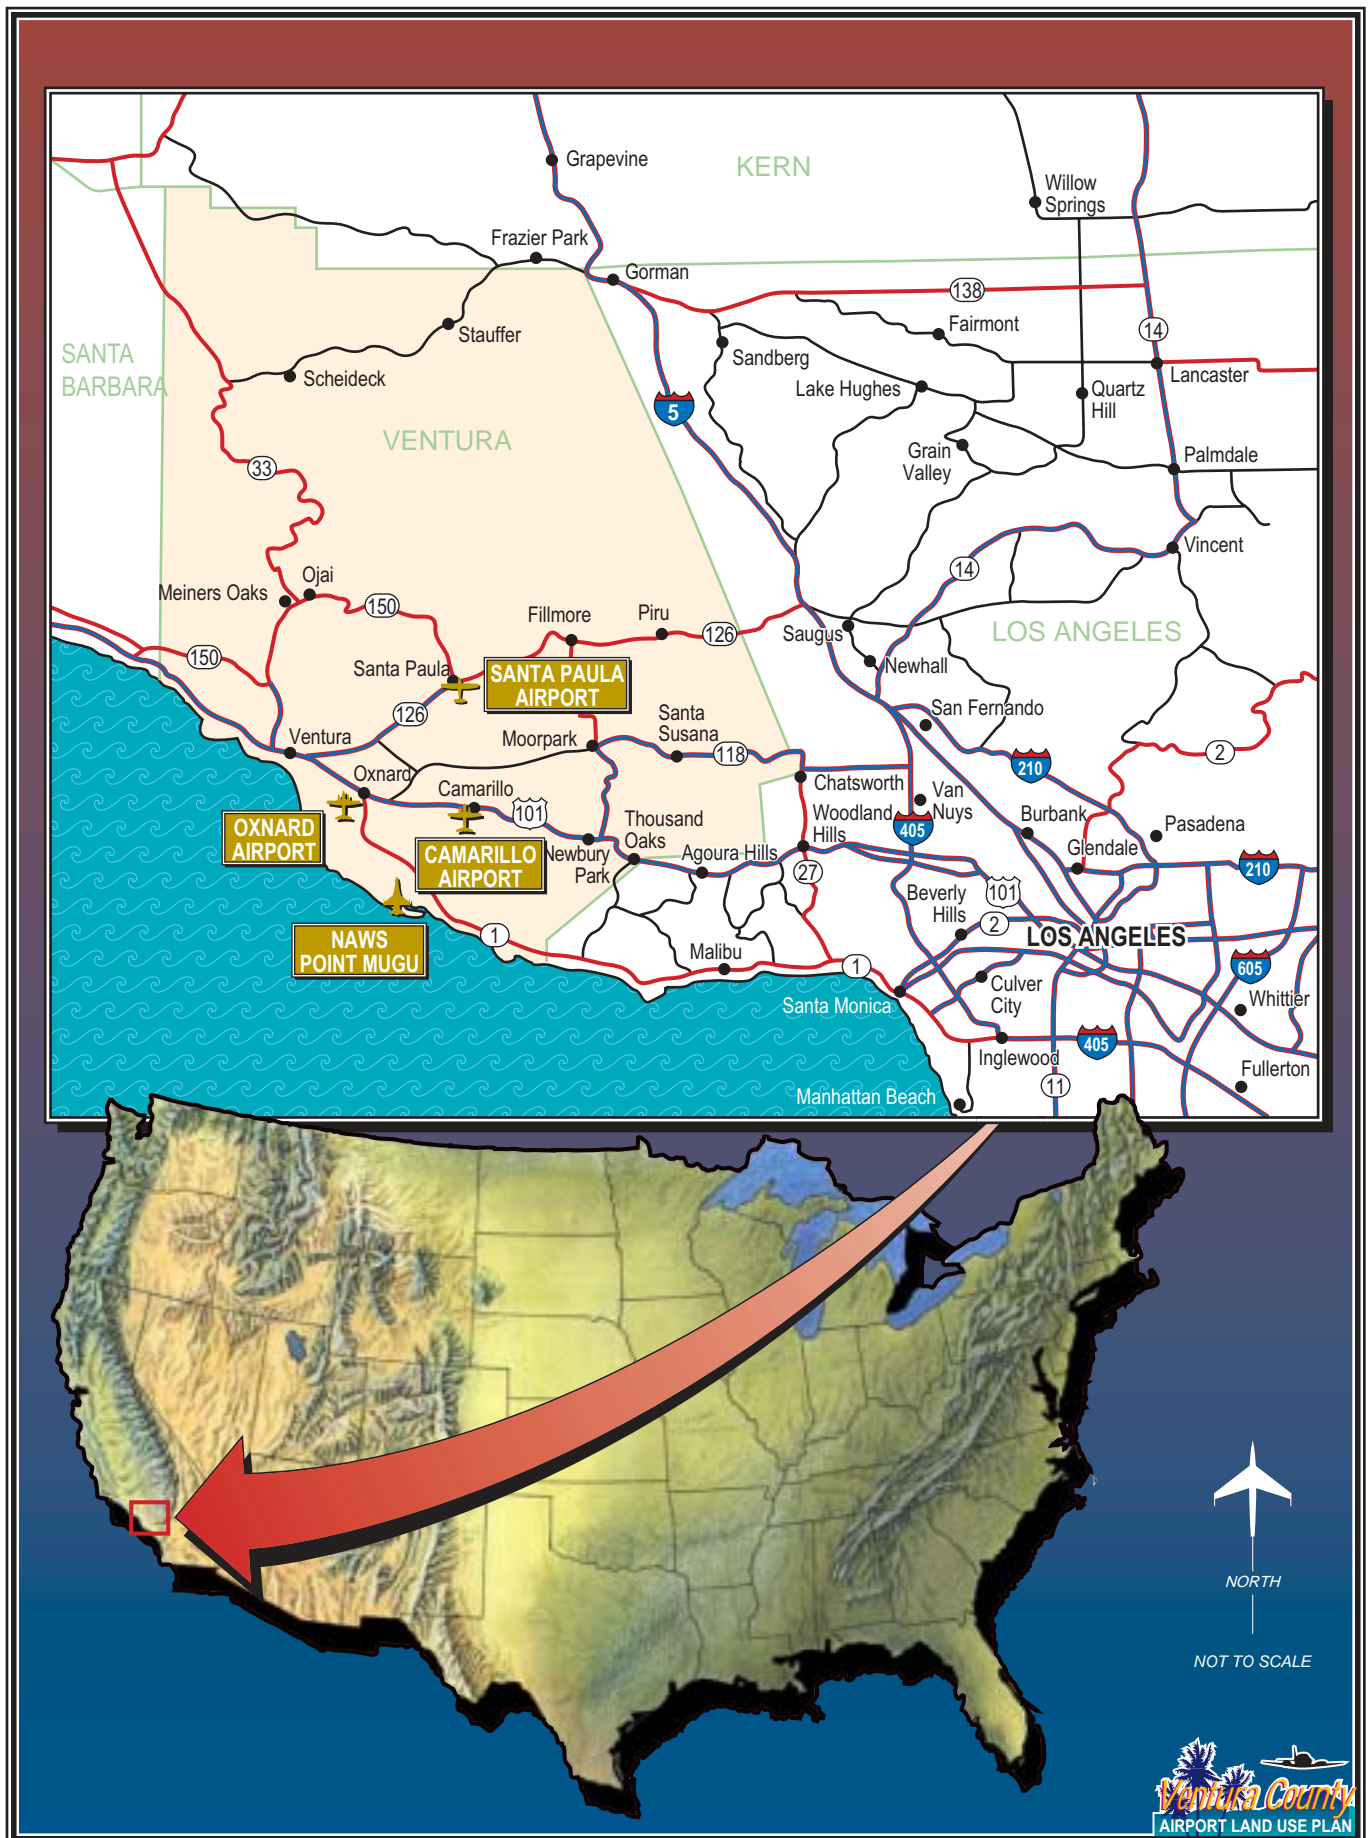 Grapevine
KERN
Willow
Springs
Frazier Park
Gorman
138
Fairmont
14
Stauffer
Sandberg
SANTA
BARBARA
Scheideck
Lake Hughes
Quartz
Hill
Lancaster
5
VENTURA
Grain
Valley
Palmdale
33
Vincent
14
Meiners Oaks
Ojai
150
Fillmore
Piru
126
Saugus
LOS ANGELES
150
Santa Paula
SANTA PAULA
AIRPORT
Newhall
126
San Fernando
Santa
Susana
Ventura
Moorpark
118
2
210
Oxnard
Camarillo
101
Chatsworth
Van
Nuys
Woodland
Hills
405
Burbank
Pasadena
OXNARD
AIRPORT
Thousand
Oaks
CAMARILLO
AIRPORT
Newbury
Park
Agoura Hills
27
Glendale
210
Beverly
Hills
101
2
NAWS
POINT MUGU
1
LOS ANGELES
Malibu
1
605
Culver
City
Whittier
Santa Monica
405
Inglewood
Fullerton
11
Manhattan Beach
NORTH
NOT TO SCALE
Ventura County
AIRPORT LAND USE PLAN